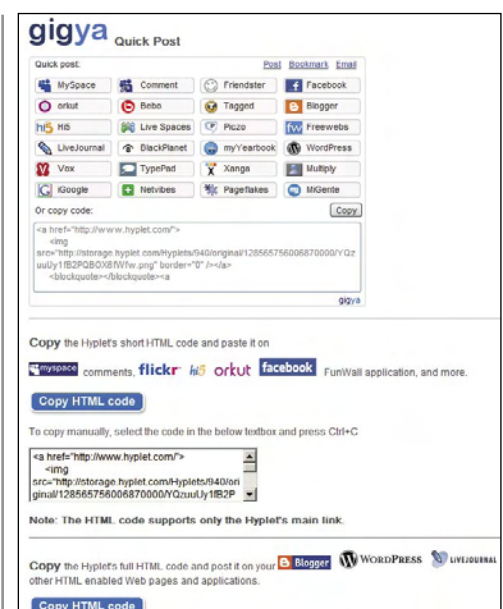 gigya Quick Post
Quick post: Post Bookmark Email
MySpace Comment Friendster Facebook
orkut Bebo Tagged Blogger
hi5 Hi5 Live Spaces Piczo fw Freewebs
LiveJournal BlackPlanet myYearbook WordPress
Vox TypePad Xanga Multiply
iGoogle Netvibes Pageflakes MiGente
Or copy code: Copy
<a href="http://www.hyplet.com/">
<img
src="http://storage.hyplet.com/Hyplets/940/original/128565756006870000/YQz
uuUy1fB2PQBOX8fWfw.png" border="0" /></a>
<blockquote></blockquote><a
gigya
Copy the Hyplet's short HTML code and paste it on
myspace comments, flickr hi5 orkut facebook FunWall application, and more.
Copy HTML code
To copy manually, select the code in the below textbox and press Ctrl+C
<a href="http://www.hyplet.com/">
<img
src="http://storage.hyplet.com/Hyplets/940/ori
ginal/128565756006870000/YQzuuUy1fB2P
Note: The HTML code supports only the Hyplet's main link.
Copy the Hyplet's full HTML code and post it on your Blogger WORDPRESS LIVEJOURNAL
other HTML enabled Web pages and applications.
Copy HTML code